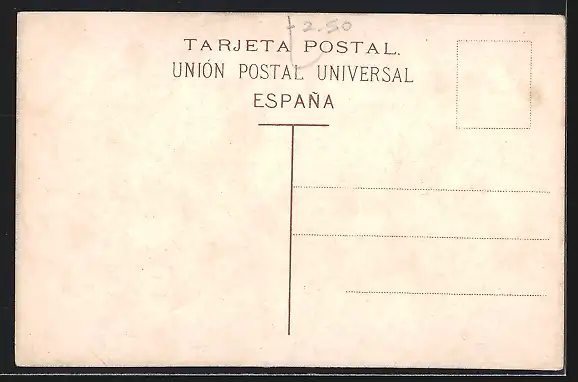 2.50
TARJETA POSTAL.
UNIÓN POSTAL UNIVERSAL
ESPAÑA